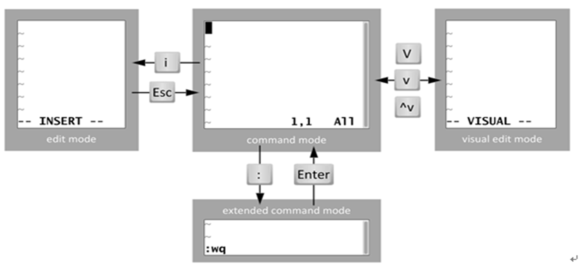 -- INSERT --
edit mode
i
Esc
1,1 All
command mode
V
v
^v
-- VISUAL --
visual edit mode
:
Enter
extended command mode
:wq